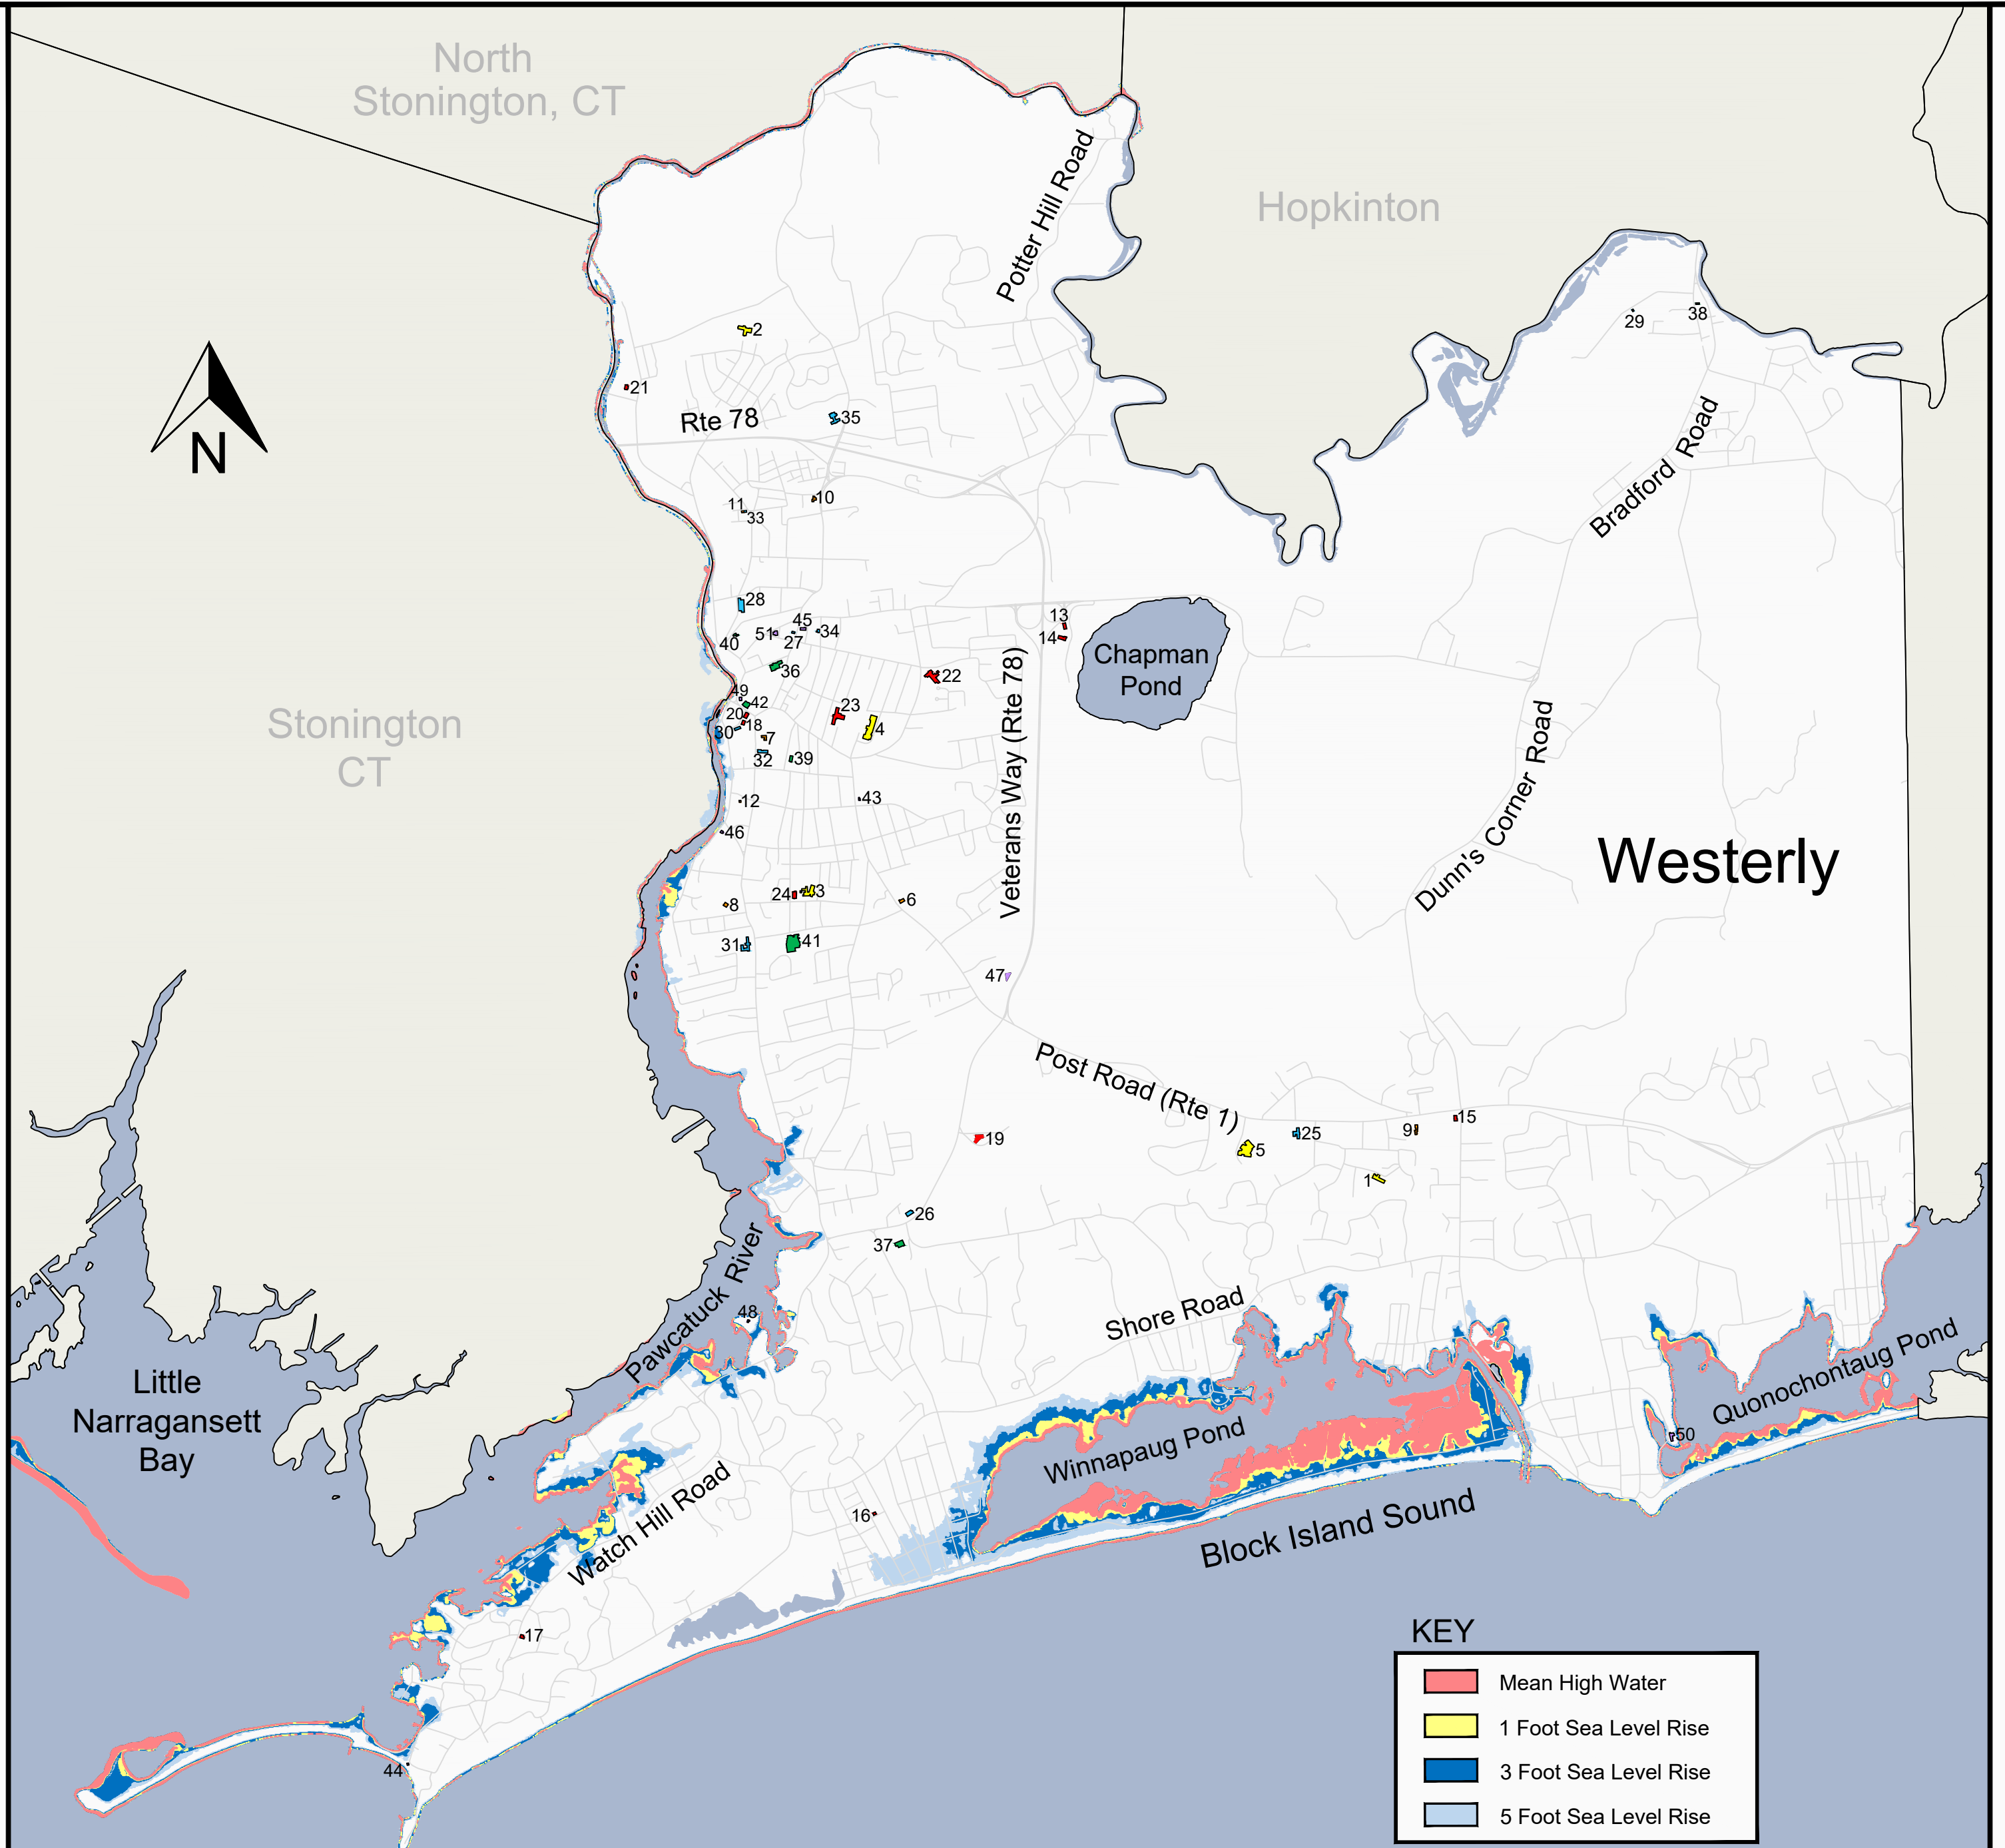 North
Stonington, CT
Hopkinton
Potter Hill Road
N
Rte 78
2
21
35
29
38
Bradford Road
10
11
33
28
40
51
45
27
34
36
13
14
Chapman
Pond
Veterans Way (Rte 78)
22
23
4
49
42
20
18
30
7
32
39
Stonington
CT
12
43
46
Dunn's Corner Road
Westerly
24
3
8
6
31
41
47
Post Road (Rte 1)
19
5
25
9
15
1
26
37
Pawcatuck River
48
Shore Road
Little
Narragansett
Bay
Winnapaug Pond
Quonochontaug Pond
50
Watch Hill Road
16
Block Island Sound
17
44
KEY
Mean High Water
1 Foot Sea Level Rise
3 Foot Sea Level Rise
5 Foot Sea Level Rise